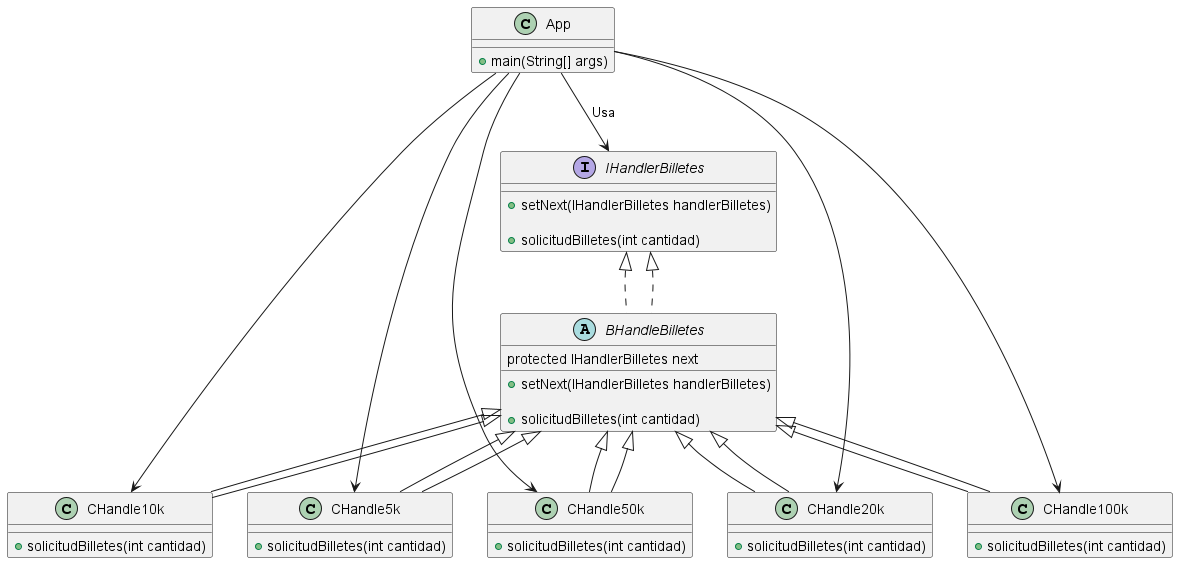 C App
main(String[] args)
Usa
I IHandlerBilletes
setNext(IHandlerBilletes handlerBilletes)
solicitudBilletes(int cantidad)
A BHandleBilletes
protected IHandlerBilletes next
setNext(IHandlerBilletes handlerBilletes)
solicitudBilletes(int cantidad)
C CHandle10k
solicitudBilletes(int cantidad)
C CHandle5k
solicitudBilletes(int cantidad)
C CHandle50k
solicitudBilletes(int cantidad)
C CHandle20k
solicitudBilletes(int cantidad)
C CHandle100k
solicitudBilletes(int cantidad)